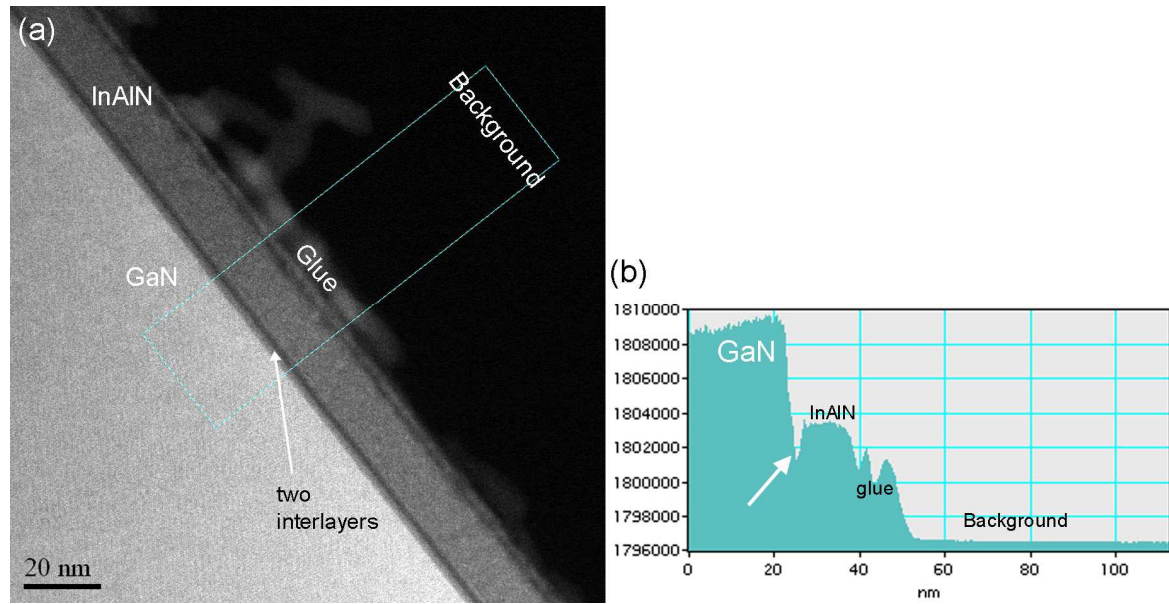 (a)
InAlN
Background
Glue
GaN
two
interlayers
20 nm
(b)
1810000
1808000
1806000
1804000
1802000
1800000
1798000
1796000
GaN
InAlN
glue
Background
0
20
40
60
80
100
nm